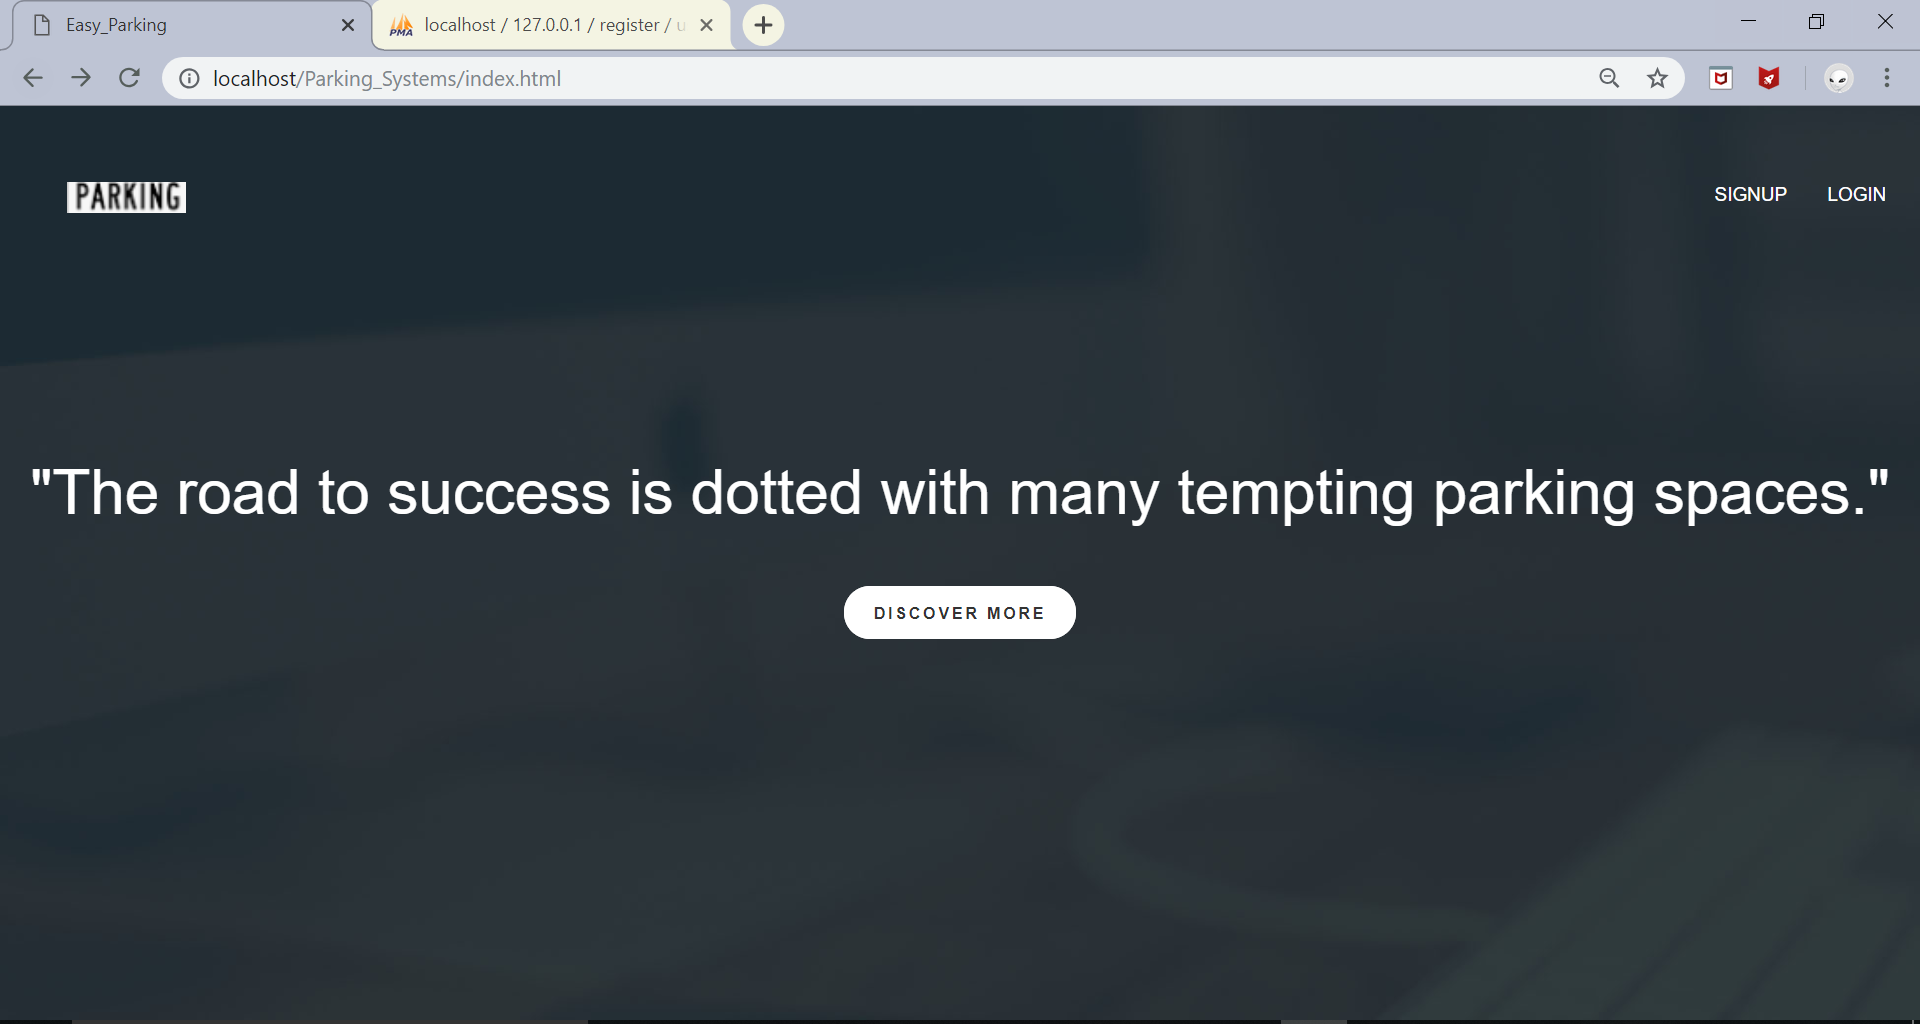 Easy_Parking
PMA
localhost / 127.0.0.1 / register / u
localhost/Parking_Systems/index.html
PARKING
SIGNUP
LOGIN
"The road to success is dotted with many tempting parking spaces."
DISCOVER MORE